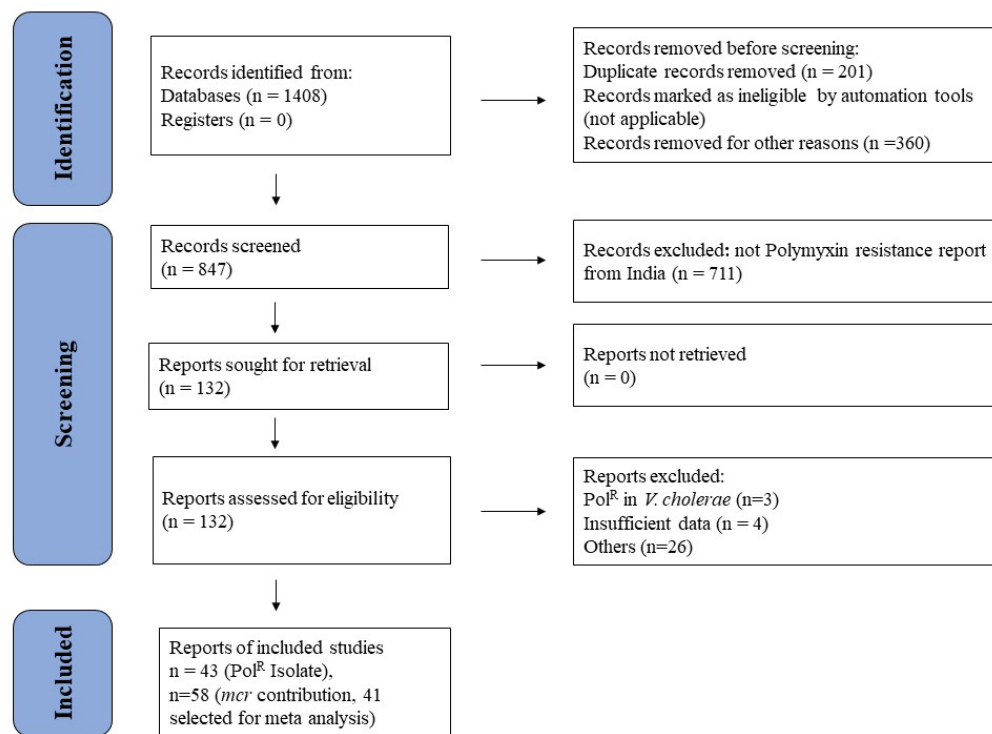 Identification
Records identified from:
Databases (n = 1408)
Registers (n = 0)
Records removed before screening:
Duplicate records removed (n = 201)
Records marked as ineligible by automation tools
(not applicable)
Records removed for other reasons (n =360)
Screening
Records screened
(n = 847)
Records excluded: not Polymyxin resistance report
from India (n = 711)
Reports sought for retrieval
(n = 132)
Reports not retrieved
(n = 0)
Reports assessed for eligibility
(n = 132)
Reports excluded:
Polᴿ in V. cholerae (n=3)
Insufficient data (n = 4)
Others (n=26)
Included
Reports of included studies
n = 43 (Polᴿ Isolate),
n=58 (mcr contribution, 41
selected for meta analysis)